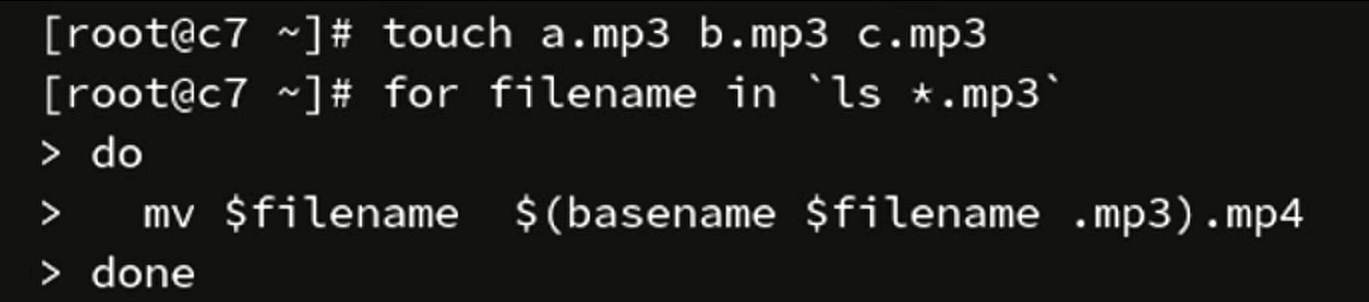 [root@c7 ~]# touch a.mp3 b.mp3 c.mp3
[root@c7 ~]# for filename in `ls *.mp3`
> do
>   mv $filename  $(basename $filename .mp3).mp4
> done